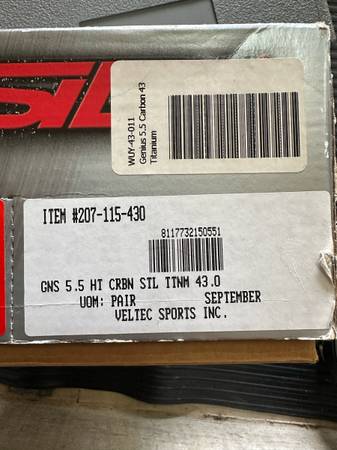 SIDI
WUY-43-011
Genius 5.5 Carbon 43
Titanium
ITEM #207-115-430
8117732150551
GNS 5.5 HT CRBN STL TTNM 43.0
UOM: PAIR SEPTEMBER
VELTEC SPORTS INC.